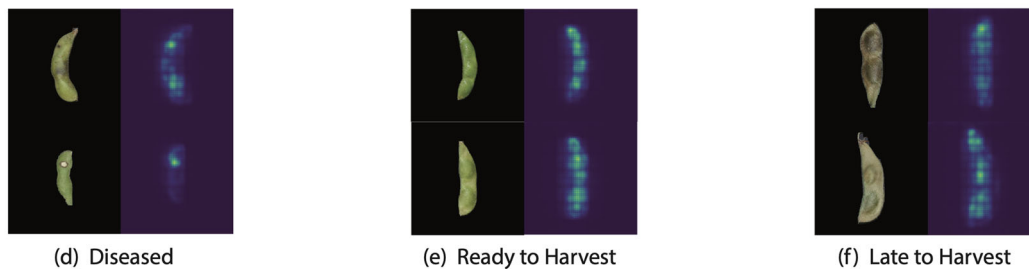 (d) Diseased
(e) Ready to Harvest
(f) Late to Harvest